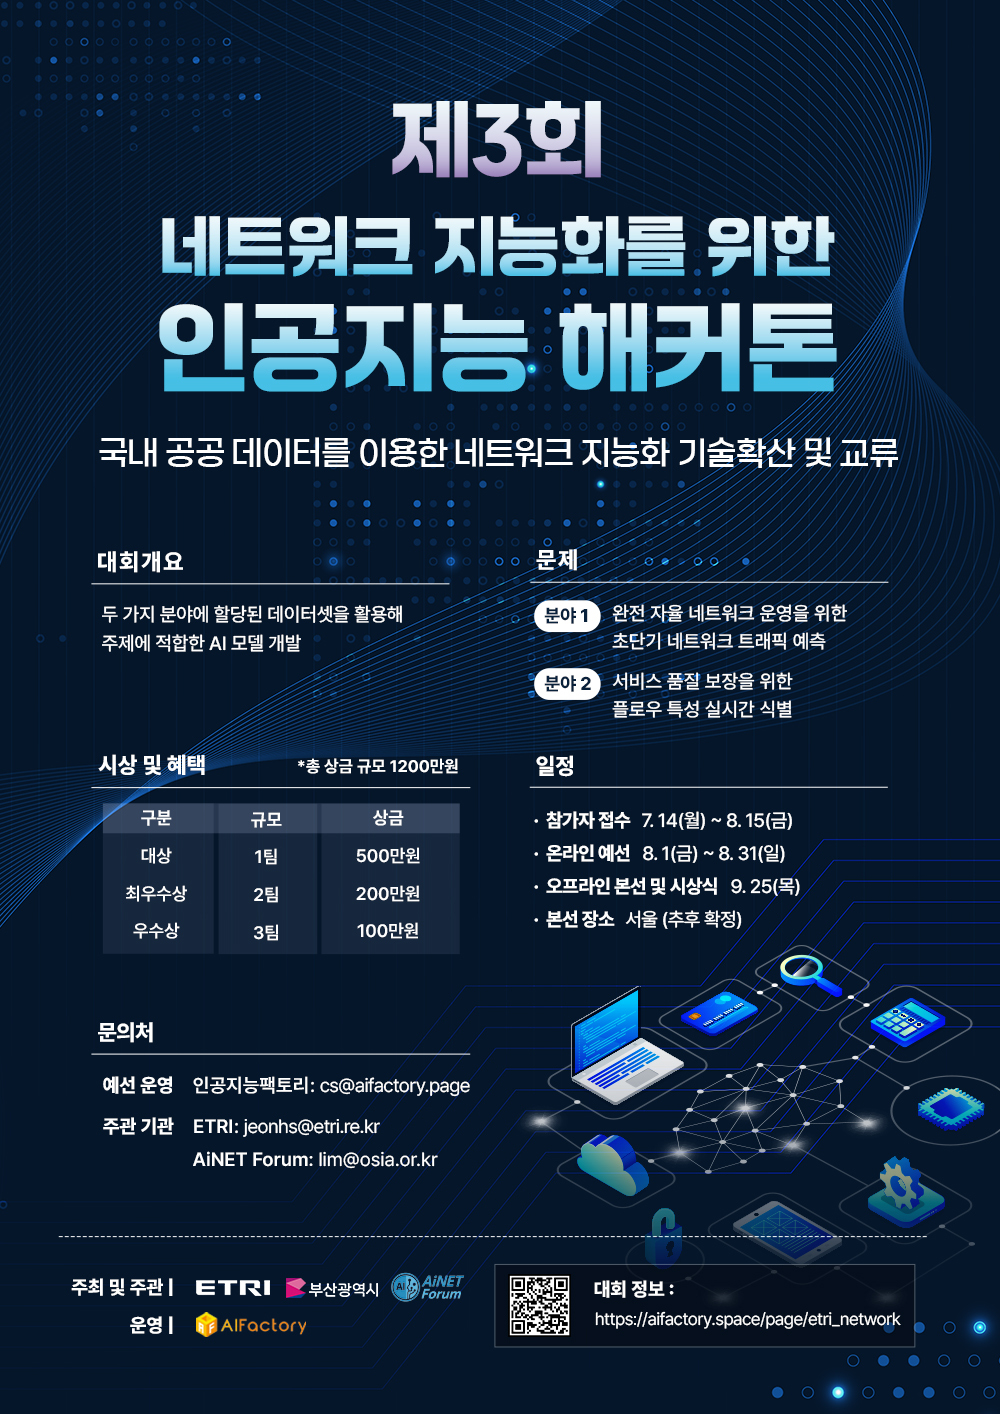 제3회
네트워크 지능화를 위한
인공지능 해커톤
국내 공공 데이터를 이용한 네트워크 지능화 기술확산 및 교류
대회개요
두 가지 분야에 할당된 데이터셋을 활용해
주제에 적합한 AI 모델 개발
문제
분야 1 완전 자율 네트워크 운영을 위한
초단기 네트워크 트래픽 예측
분야 2 서비스 품질 보장을 위한
플로우 특성 실시간 식별
시상 및 혜택 *총 상금 규모 1200만원
구분 규모 상금
대상 1팀 500만원
최우수상 2팀 200만원
우수상 3팀 100만원
일정
· 참가자 접수 7. 14(월) ~ 8. 15(금)
· 온라인 예선 8. 1(금) ~ 8. 31(일)
· 오프라인 본선 및 시상식 9. 25(목)
· 본선 장소 서울 (추후 확정)
문의처
예선 운영 인공지능팩토리: cs@aifactory.page
주관 기관 ETRI: jeonhs@etri.re.kr
AiNET Forum: lim@osia.or.kr
주최 및 주관 | ETRI 부산광역시 AI AiNET Forum
운영 | AIFactory
대회 정보 :
https://aifactory.space/page/etri_network